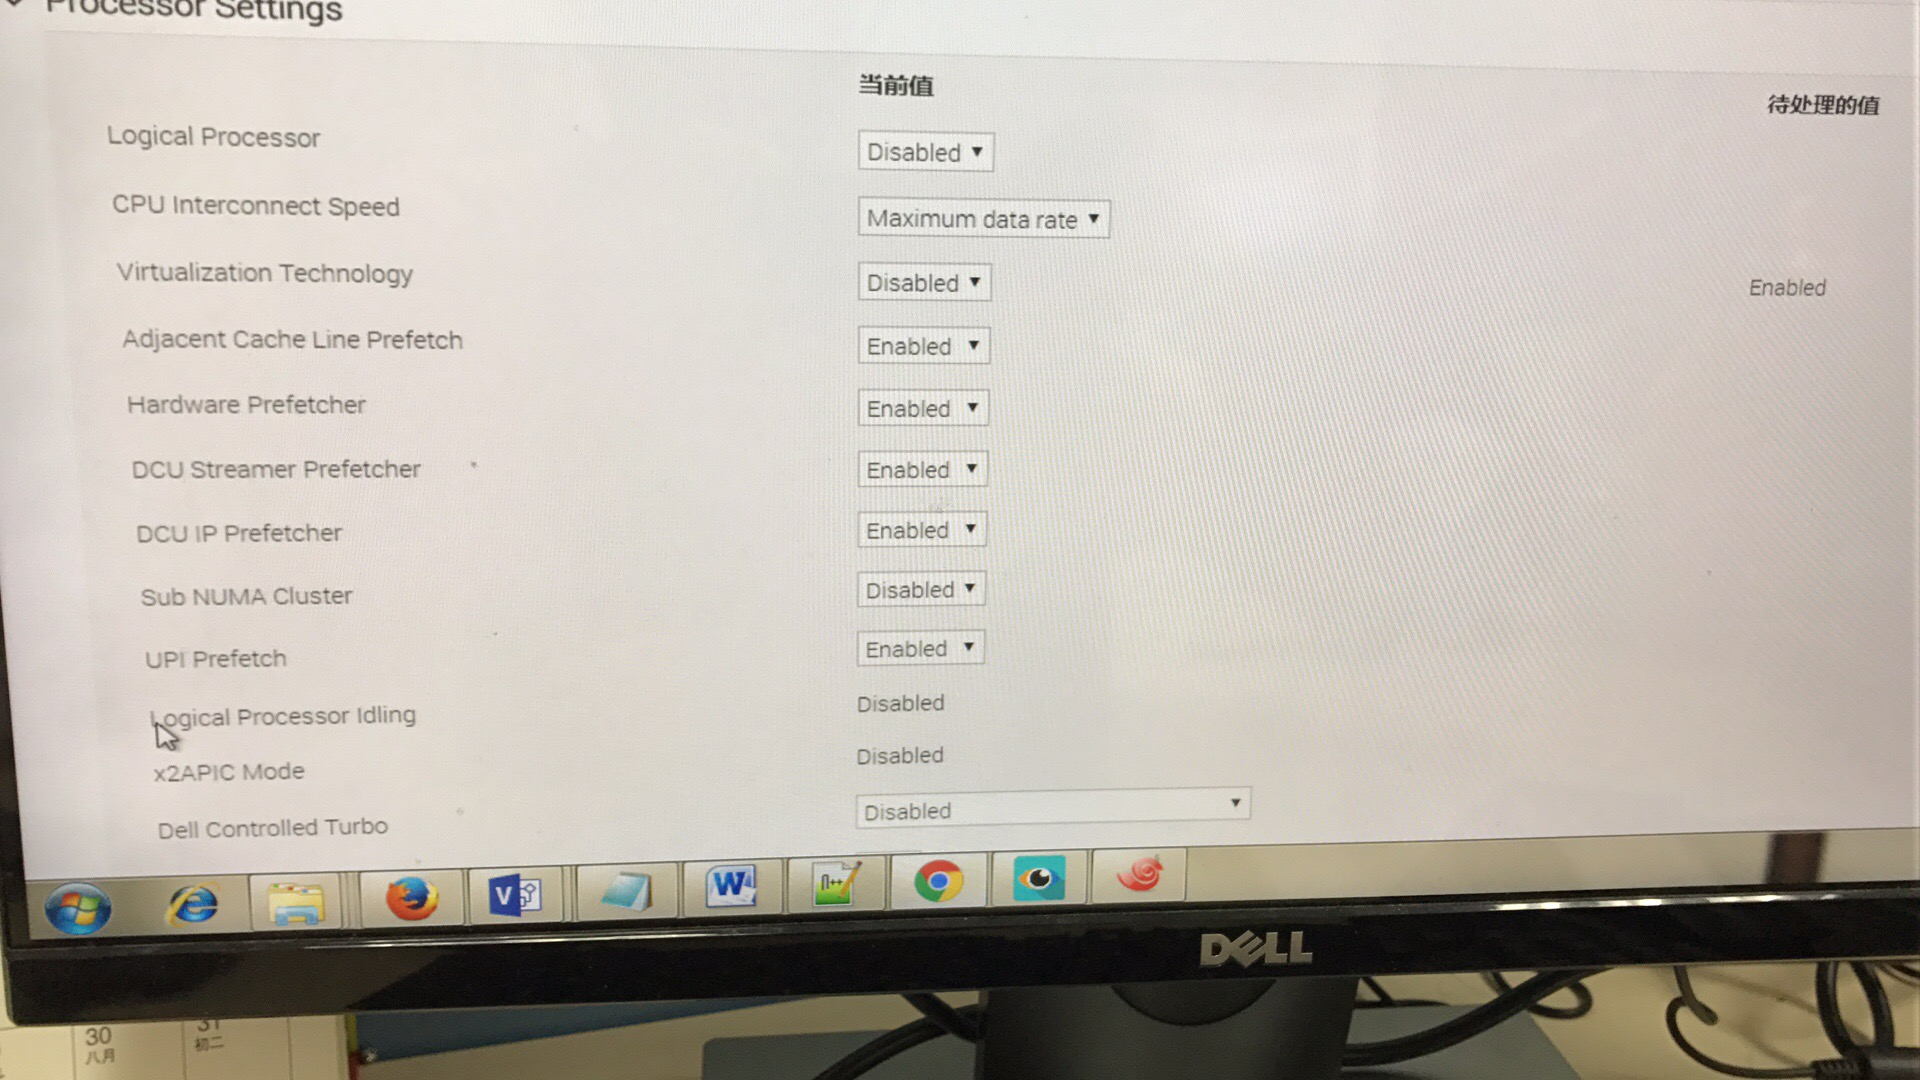 Processor Settings
当前值
待处理的值
Logical Processor
Disabled
CPU Interconnect Speed
Maximum data rate
Virtualization Technology
Disabled
Enabled
Adjacent Cache Line Prefetch
Enabled
Hardware Prefetcher
Enabled
DCU Streamer Prefetcher
Enabled
DCU IP Prefetcher
Enabled
Sub NUMA Cluster
Disabled
UPI Prefetch
Enabled
Logical Processor Idling
Disabled
x2APIC Mode
Disabled
Dell Controlled Turbo
Disabled
DELL
30
31
八月
初二